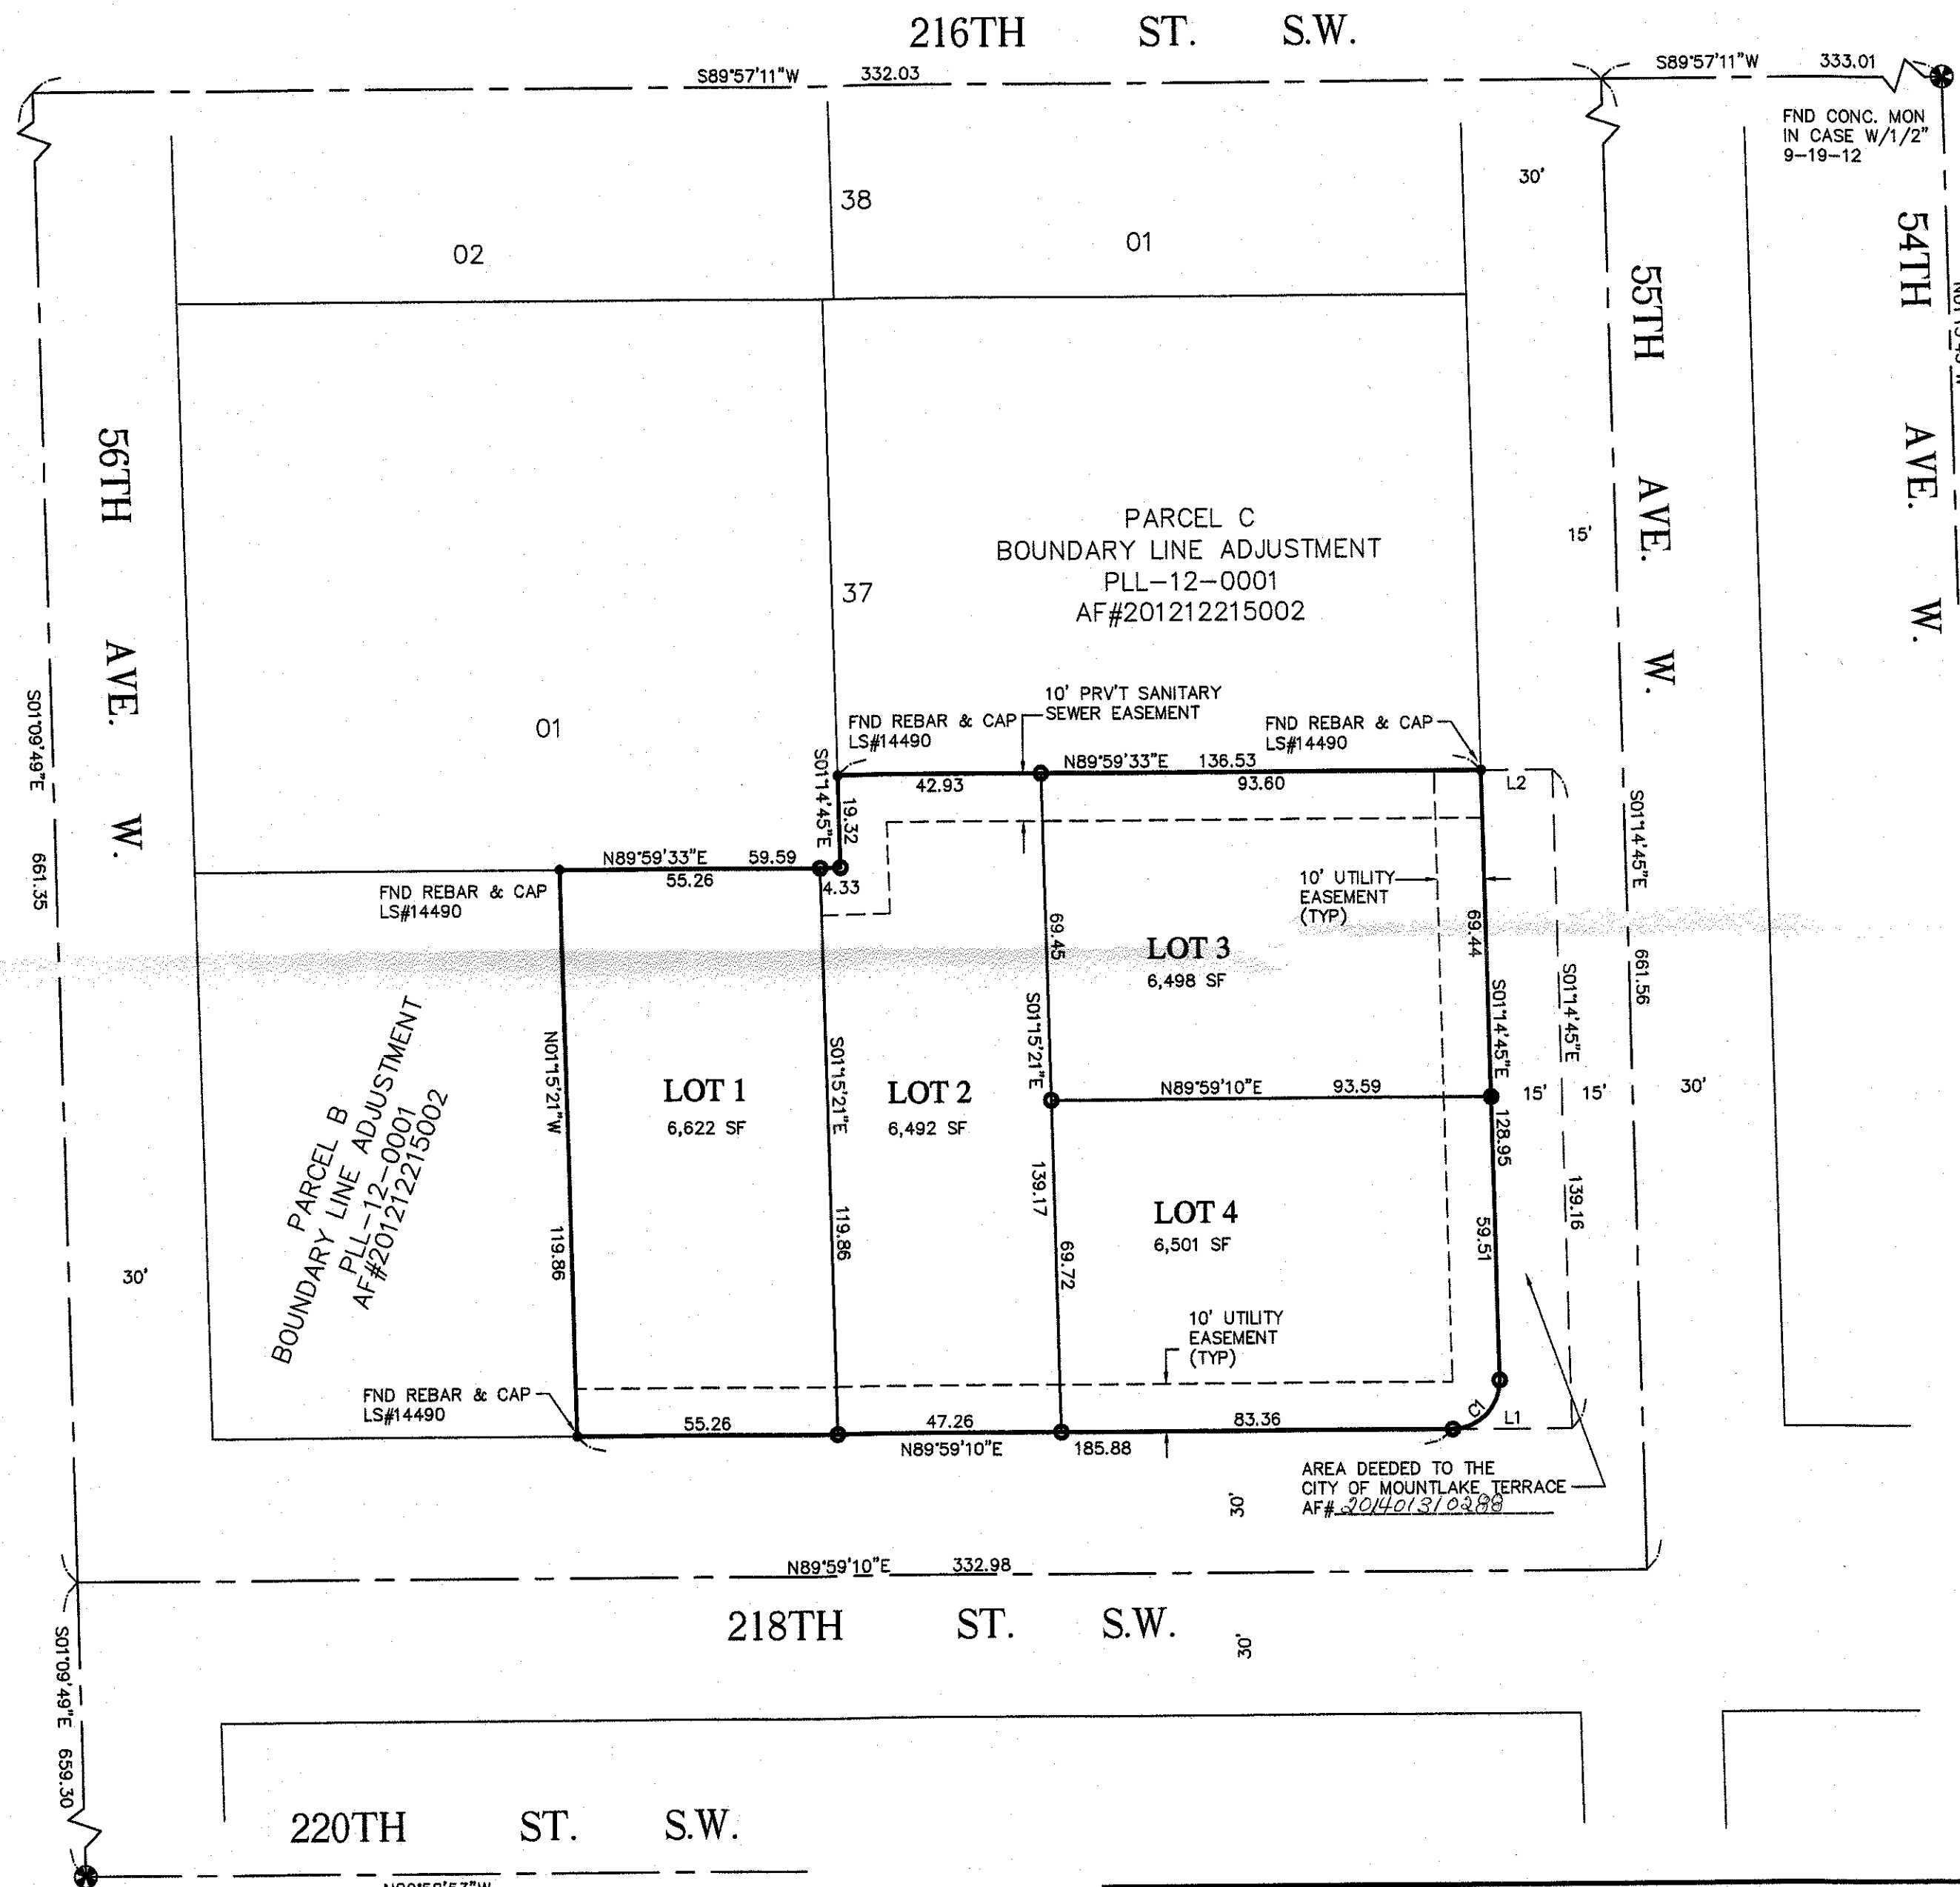 216TH ST. S.W.
S89°57'11"W 332.03
S89°57'11"W 333.01
FND CONC. MON
IN CASE W/1/2"
9-19-12
30'
38
02
01
54TH AVE. W.
55TH AVE. W.
56TH AVE. W.
15'
PARCEL C
BOUNDARY LINE ADJUSTMENT
PLL-12-0001
AF#201212215002
37
01
10' PRV'T SANITARY
SEWER EASEMENT
FND REBAR & CAP
LS#14490
FND REBAR & CAP
LS#14490
S01°14'45"E
19.32
N89°59'33"E 136.53
42.93
93.60
L2
S01°09'49"E 661.35
N89°59'33"E 59.59
55.26
4.33
FND REBAR & CAP
LS#14490
10' UTILITY
EASEMENT
(TYP)
69.45
69.44
S01°14'45"E 661.56
LOT 3
6,498 SF
PARCEL B
BOUNDARY LINE ADJUSTMENT
PLL-12-0001
AF#201212215002
N01°15'21"W 119.86
S01°15'21"E 119.86
S01°15'21"E 139.17
S01°14'45"E 128.95
S01°14'45"E 139.16
LOT 1
6,622 SF
LOT 2
6,492 SF
N89°59'10"E 93.59
15'
15'
30'
LOT 4
6,501 SF
69.72
59.51
30'
10' UTILITY
EASEMENT
(TYP)
FND REBAR & CAP
LS#14490
55.26
47.26
83.36
L1
N89°59'10"E 185.88
AREA DEEDED TO THE
CITY OF MOUNTLAKE TERRACE
AF# 201401310288
30'
N89°59'10"E 332.98
218TH ST. S.W.
30'
S01°09'49"E 659.30
220TH ST. S.W.